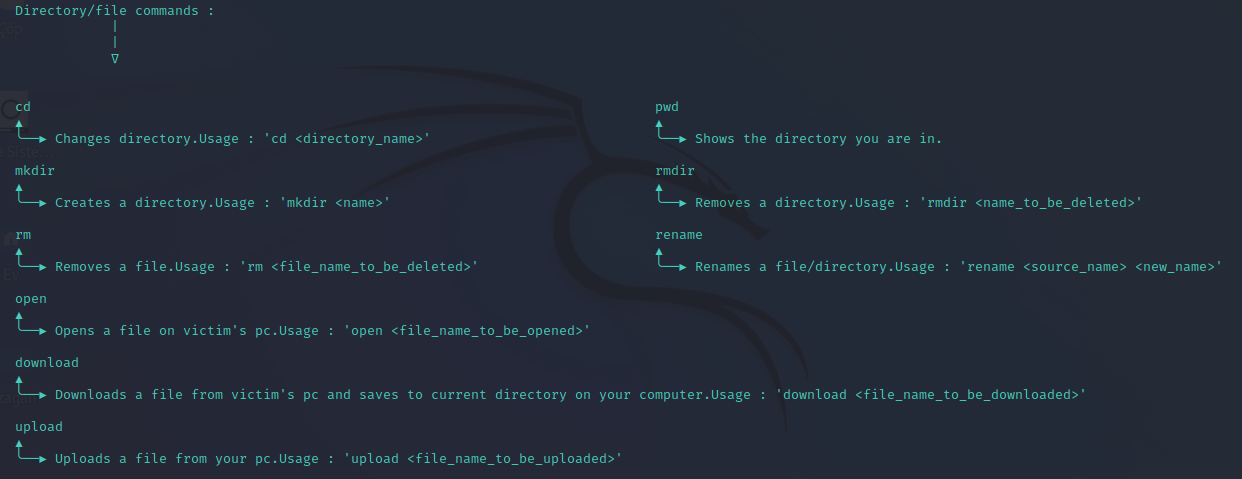 Directory/file commands :
cd pwd
Changes directory.Usage : 'cd <directory_name>' Shows the directory you are in.
mkdir rmdir
Creates a directory.Usage : 'mkdir <name>' Removes a directory.Usage : 'rmdir <name_to_be_deleted>'
rm rename
Removes a file.Usage : 'rm <file_name_to_be_deleted>' Renames a file/directory.Usage : 'rename <source_name> <new_name>'
open
Opens a file on victim's pc.Usage : 'open <file_name_to_be_opened>'
download
Downloads a file from victim's pc and saves to current directory on your computer.Usage : 'download <file_name_to_be_downloaded>'
upload
Uploads a file from your pc.Usage : 'upload <file_name_to_be_uploaded>'